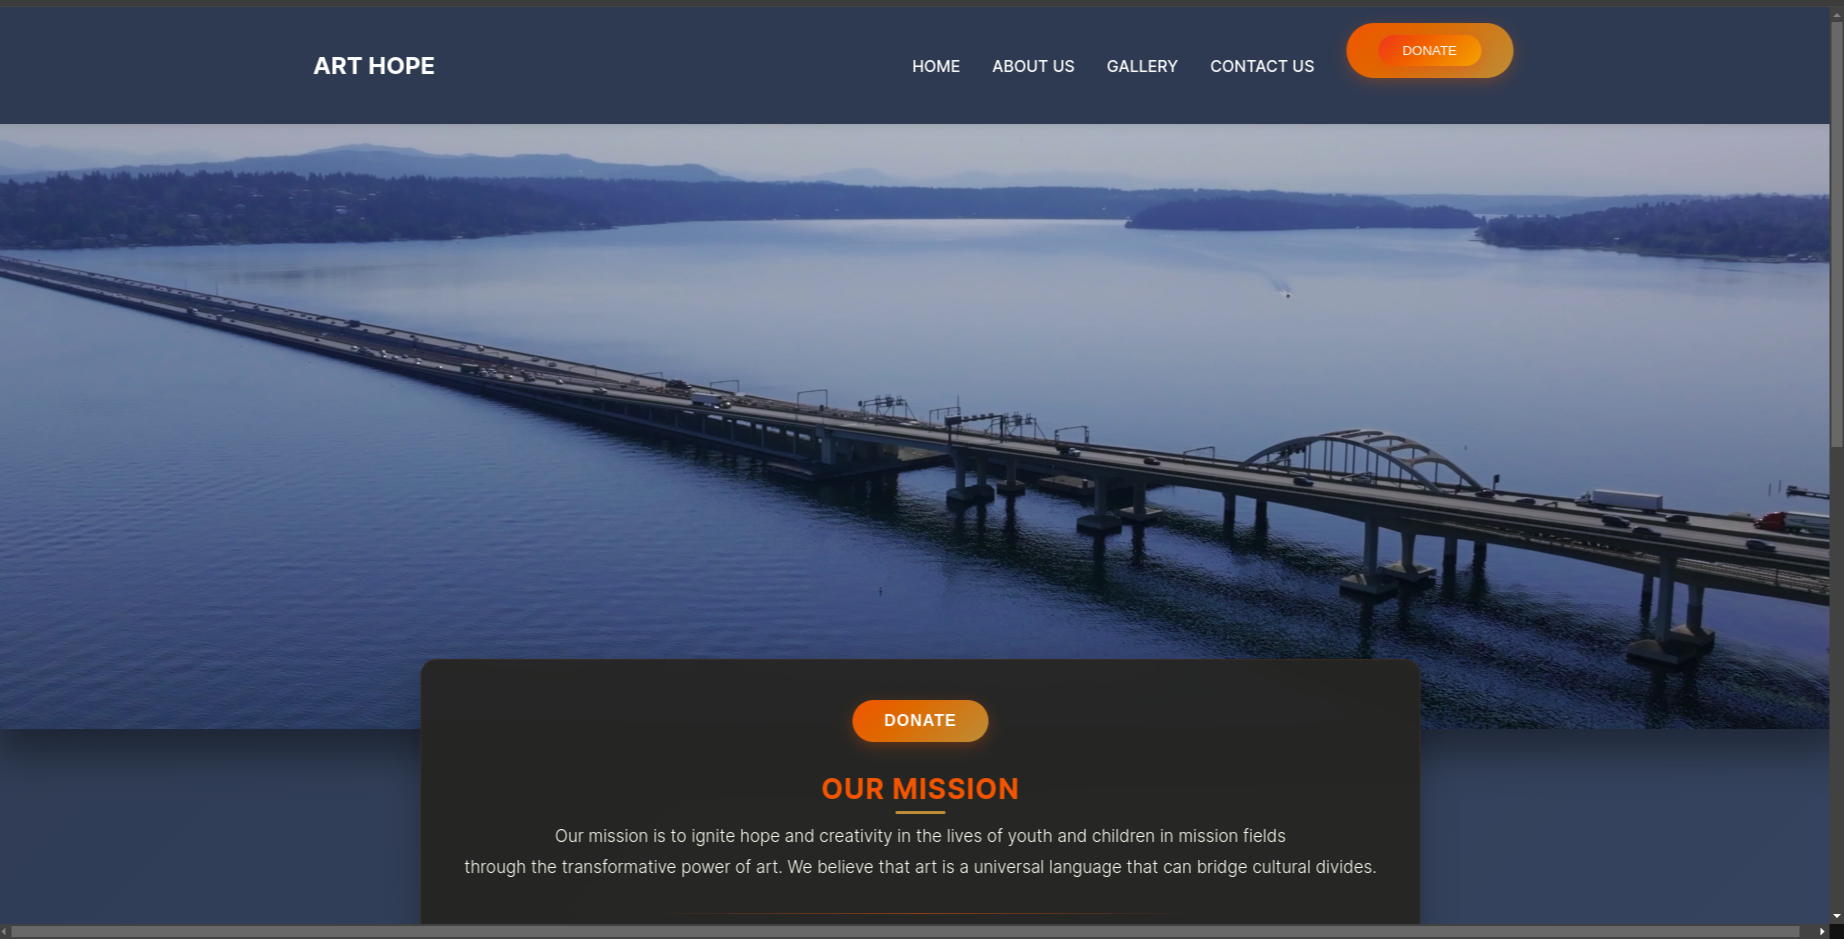 ART HOPE
HOME ABOUT US GALLERY CONTACT US DONATE
DONATE
OUR MISSION
Our mission is to ignite hope and creativity in the lives of youth and children in mission fields
through the transformative power of art. We believe that art is a universal language that can bridge cultural divides.